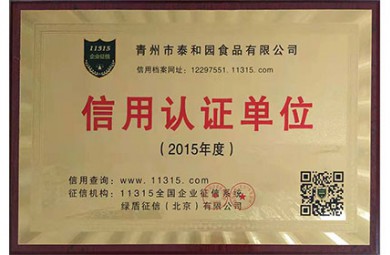 11315
企业征信
青州市泰和园食品有限公司
信用档案网址：12297551.11315.com
信用认证单位
（2015年度）
信用查询：www.11315.com
征信机构：11315全国企业征信系统
绿盾征信（北京）有限公司